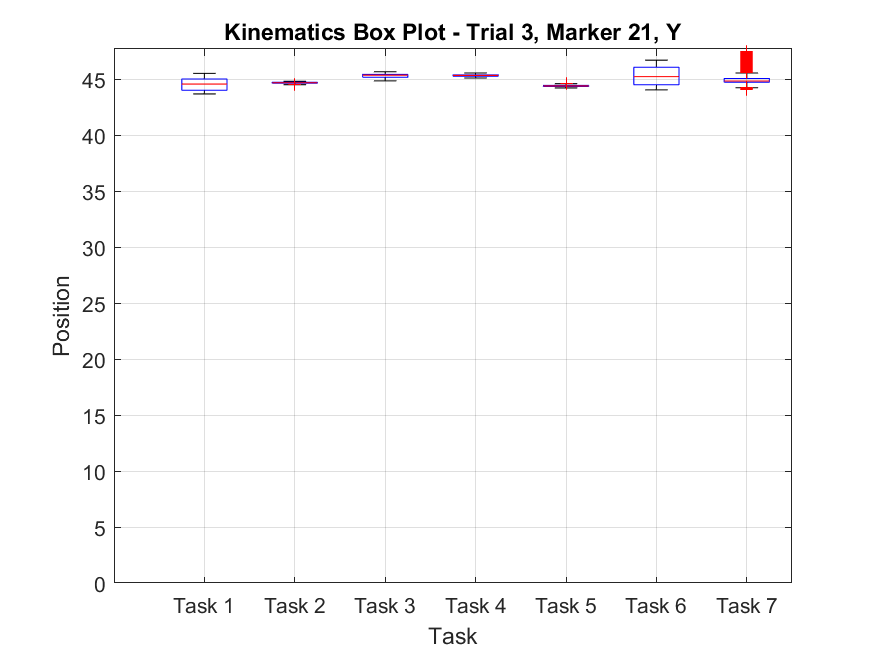 Kinematics Box Plot - Trial 3, Marker 21, Y
45
40
35
30
25
20
15
10
5
0
Position
Task 1 Task 2 Task 3 Task 4 Task 5 Task 6 Task 7
Task